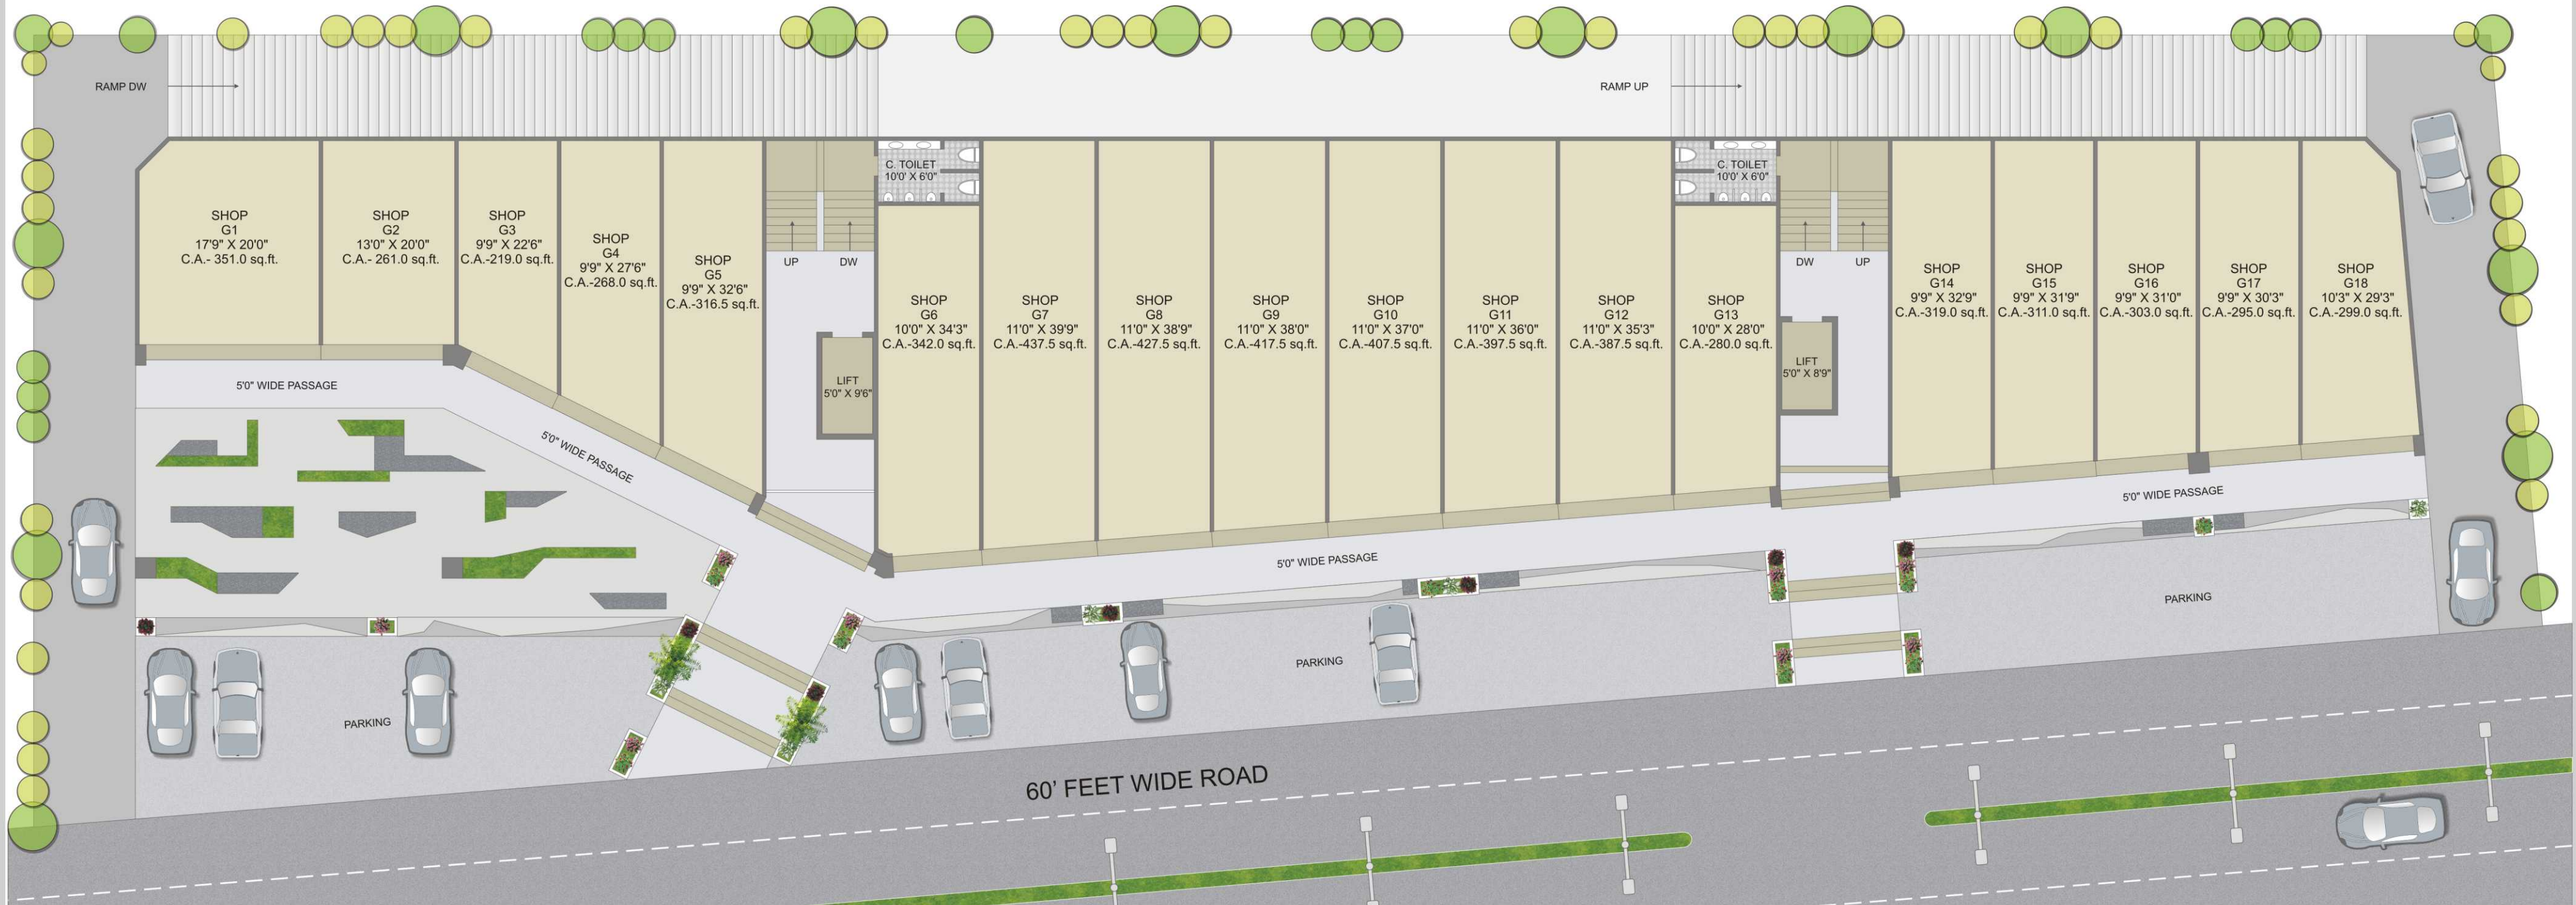 RAMP DW
RAMP UP
SHOP
G1
17'9" X 20'0"
C.A.- 351.0 sq.ft.
SHOP
G2
13'0" X 20'0"
C.A.- 261.0 sq.ft.
SHOP
G3
9'9" X 22'6"
C.A.-219.0 sq.ft.
SHOP
G4
9'9" X 27'6"
C.A.-268.0 sq.ft.
SHOP
G5
9'9" X 32'6"
C.A.-316.5 sq.ft.
UP
DW
LIFT
5'0" X 9'6"
C. TOILET
10'0' X 6'0"
SHOP
G6
10'0" X 34'3"
C.A.-342.0 sq.ft.
SHOP
G7
11'0" X 39'9"
C.A.-437.5 sq.ft.
SHOP
G8
11'0" X 38'9"
C.A.-427.5 sq.ft.
SHOP
G9
11'0" X 38'0"
C.A.-417.5 sq.ft.
SHOP
G10
11'0" X 37'0"
C.A.-407.5 sq.ft.
SHOP
G11
11'0" X 36'0"
C.A.-397.5 sq.ft.
SHOP
G12
11'0" X 35'3"
C.A.-387.5 sq.ft.
C. TOILET
10'0' X 6'0"
SHOP
G13
10'0" X 28'0"
C.A.-280.0 sq.ft.
DW
UP
LIFT
5'0" X 8'9"
SHOP
G14
9'9" X 32'9"
C.A.-319.0 sq.ft.
SHOP
G15
9'9" X 31'9"
C.A.-311.0 sq.ft.
SHOP
G16
9'9" X 31'0"
C.A.-303.0 sq.ft.
SHOP
G17
9'9" X 30'3"
C.A.-295.0 sq.ft.
SHOP
G18
10'3" X 29'3"
C.A.-299.0 sq.ft.
5'0" WIDE PASSAGE
5'0" WIDE PASSAGE
5'0" WIDE PASSAGE
5'0" WIDE PASSAGE
PARKING
PARKING
PARKING
60' FEET WIDE ROAD